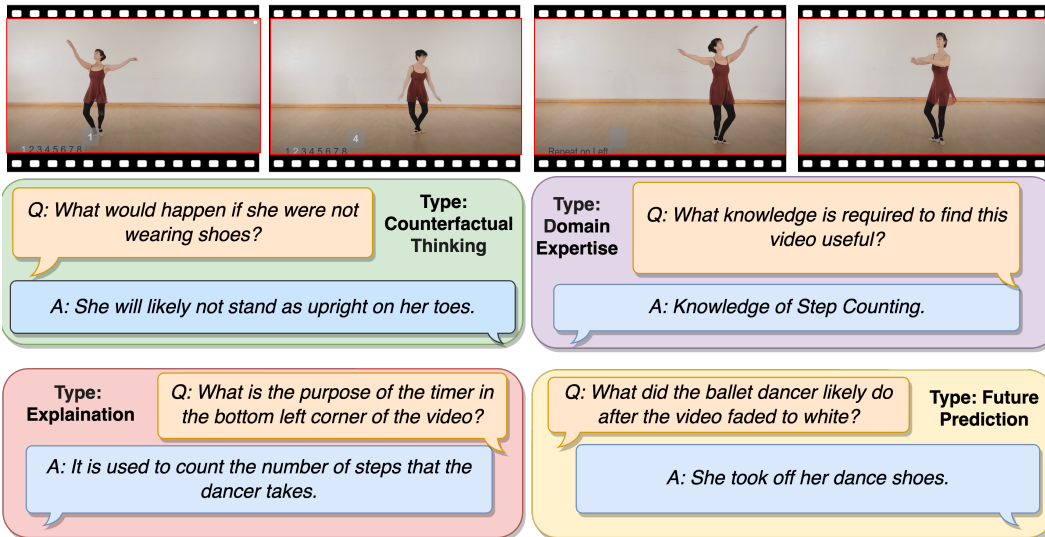 1
1 2 3 4 5 6 7 8
4
1 2 3 4 5 6 7 8
Repeat on Left
Q: What would happen if she were not
wearing shoes?
Type:
Counterfactual
Thinking
A: She will likely not stand as upright on her toes.
Type:
Domain
Expertise
Q: What knowledge is required to find this
video useful?
A: Knowledge of Step Counting.
Type:
Explaination
Q: What is the purpose of the timer in
the bottom left corner of the video?
A: It is used to count the number of steps that the
dancer takes.
Q: What did the ballet dancer likely do
after the video faded to white?
Type: Future
Prediction
A: She took off her dance shoes.